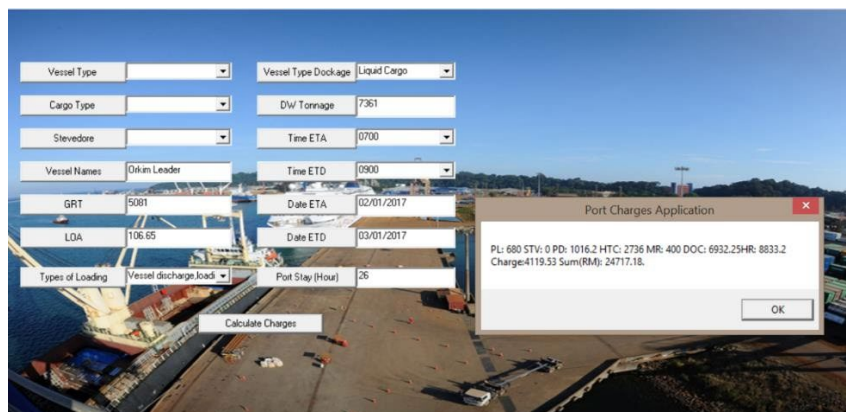 Vessel Type Vessel Type Dockage Liquid Cargo
Cargo Type DW Tonnage 7361
Stevedore Time ETA 0700
Vessel Names Orkim Leader Time ETD 0900
GRT 5081 Date ETA 02/01/2017
LOA 106.65 Date ETD 03/01/2017
Types of Loading Vessel discharge,loadi Port Stay (Hour) 26
Calculate Charges
Port Charges Application
PL: 680 STV: 0 PD: 1016.2 HTC: 2736 MR: 400 DOC: 6932.25HR: 8833.2
Charge:4119.53 Sum(RM): 24717.18.
OK